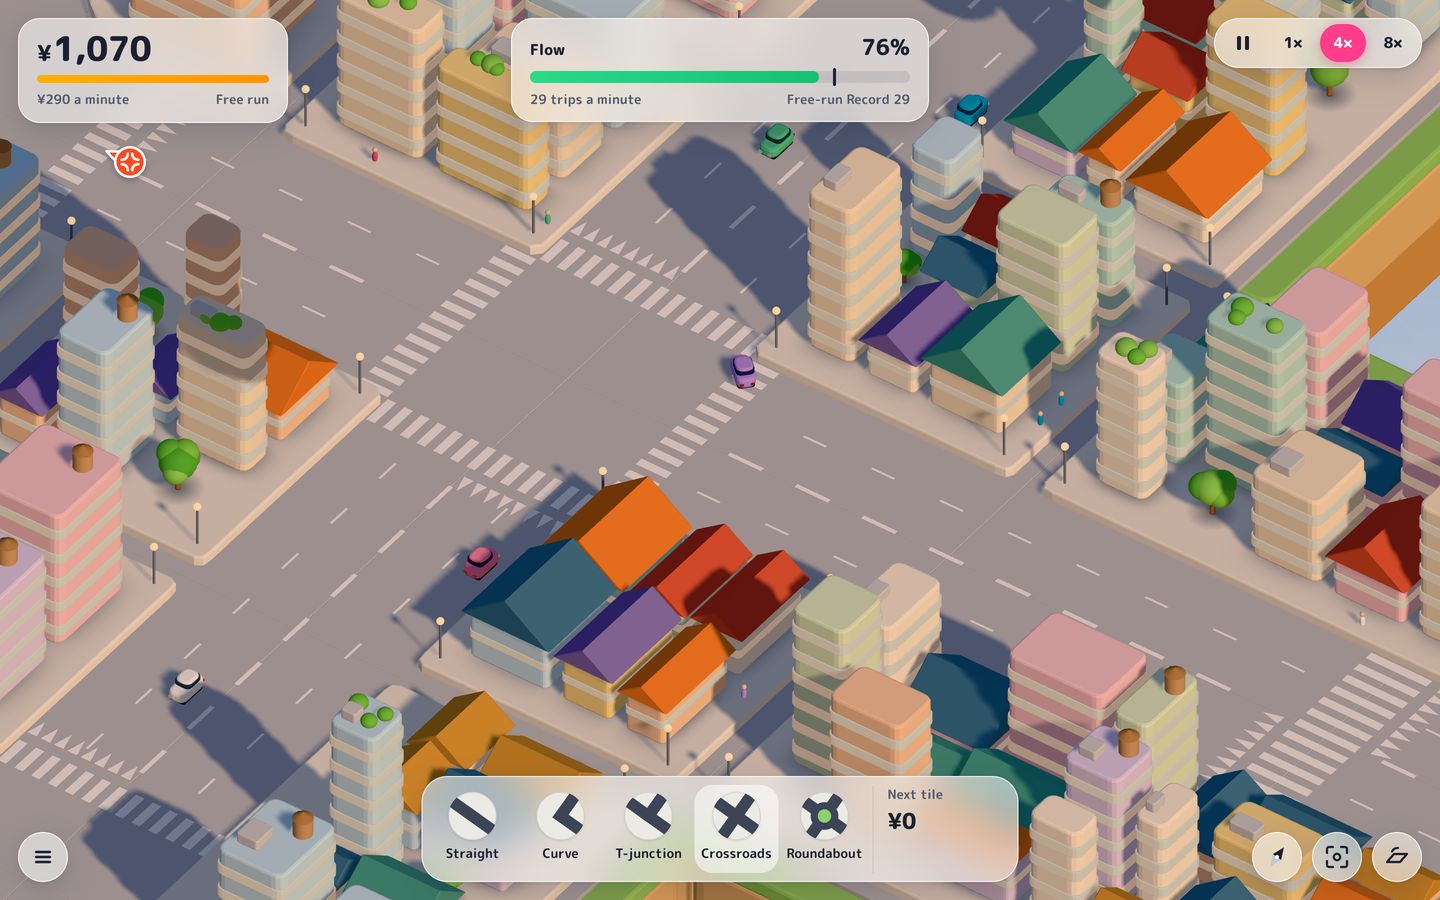 ¥1,070
¥290 a minute
Free run
Flow
76%
29 trips a minute
Free-run Record 29
1×
4×
8×
Straight
Curve
T-junction
Crossroads
Roundabout
Next tile
¥0